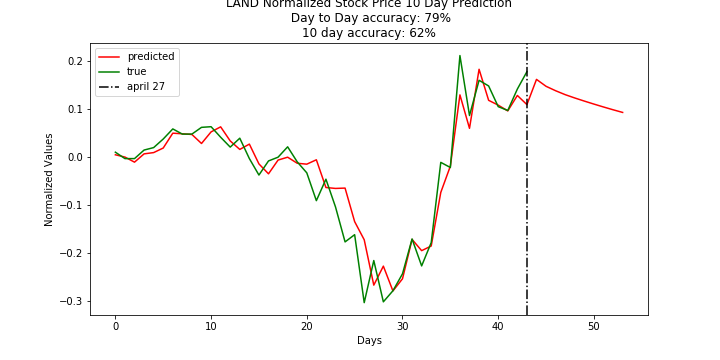 LAND Normalized Stock Price 10 Day Prediction
Day to Day accuracy: 79%
10 day accuracy: 62%
predicted
true
april 27
Normalized Values
0.2
0.1
0.0
−0.1
−0.2
−0.3
0 10 20 30 40 50
Days